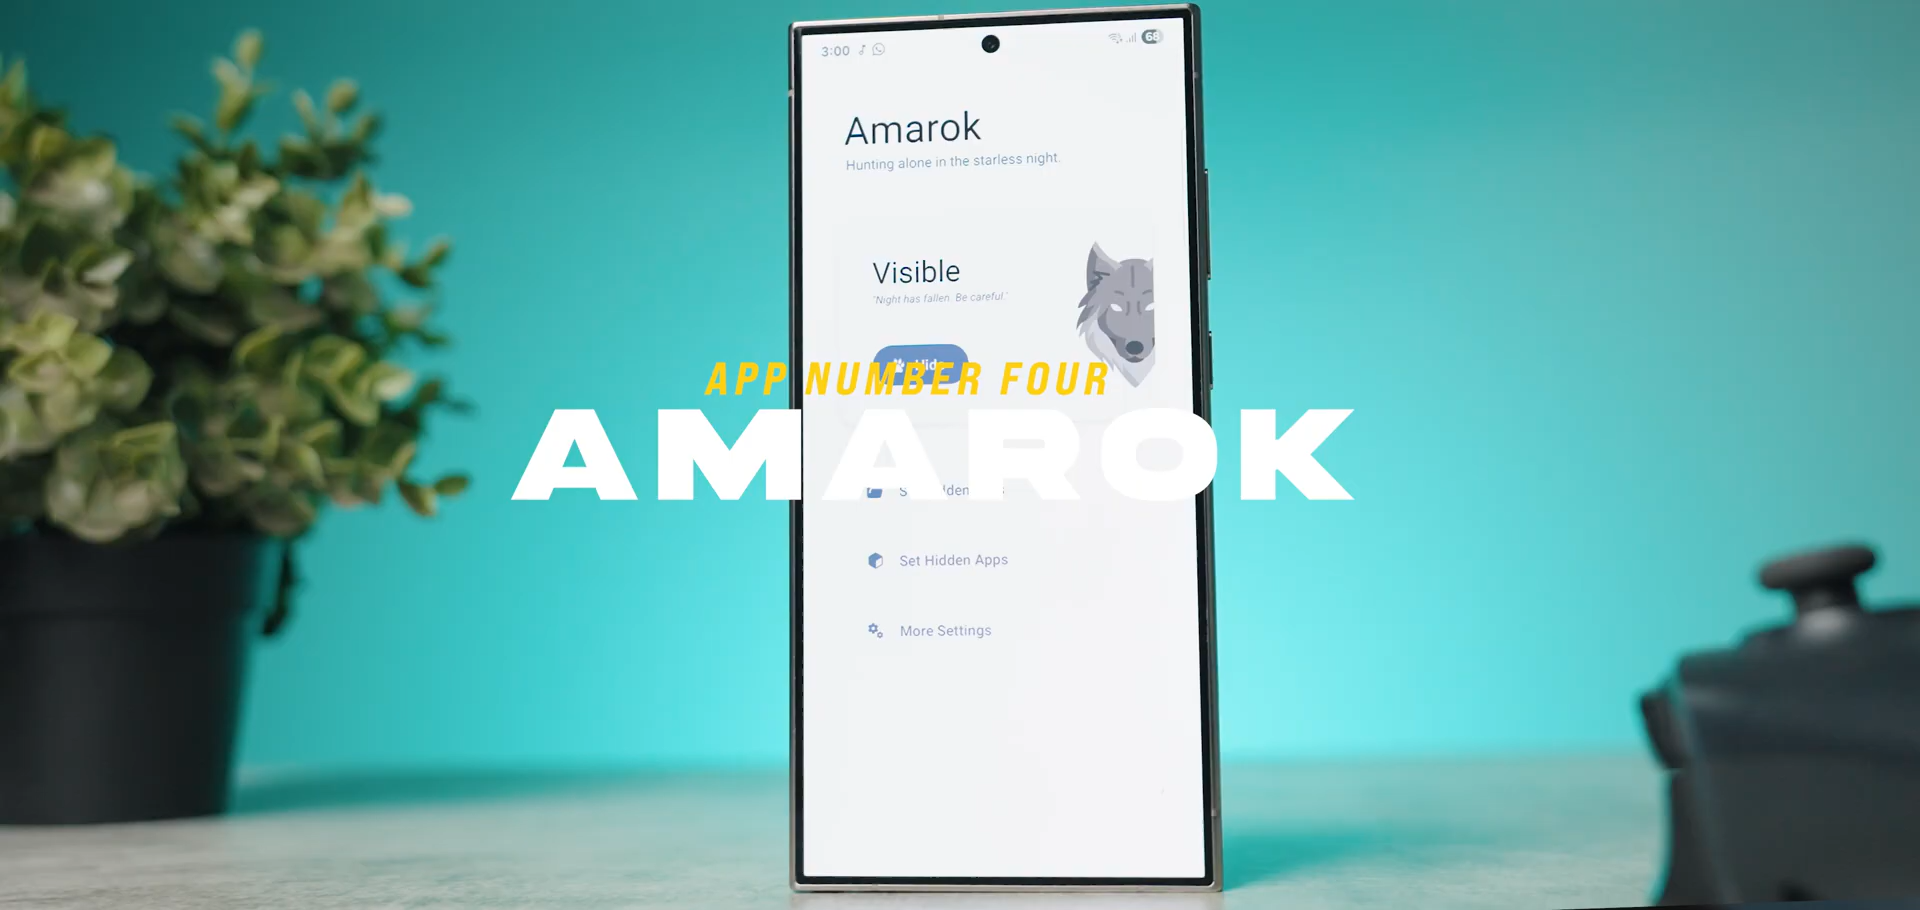 3:00
68
Amarok
Hunting alone in the starless night.
Visible
"Night has fallen. Be careful."
APP NUMBER FOUR
AMAROK
Set Hidden Apps
More Settings